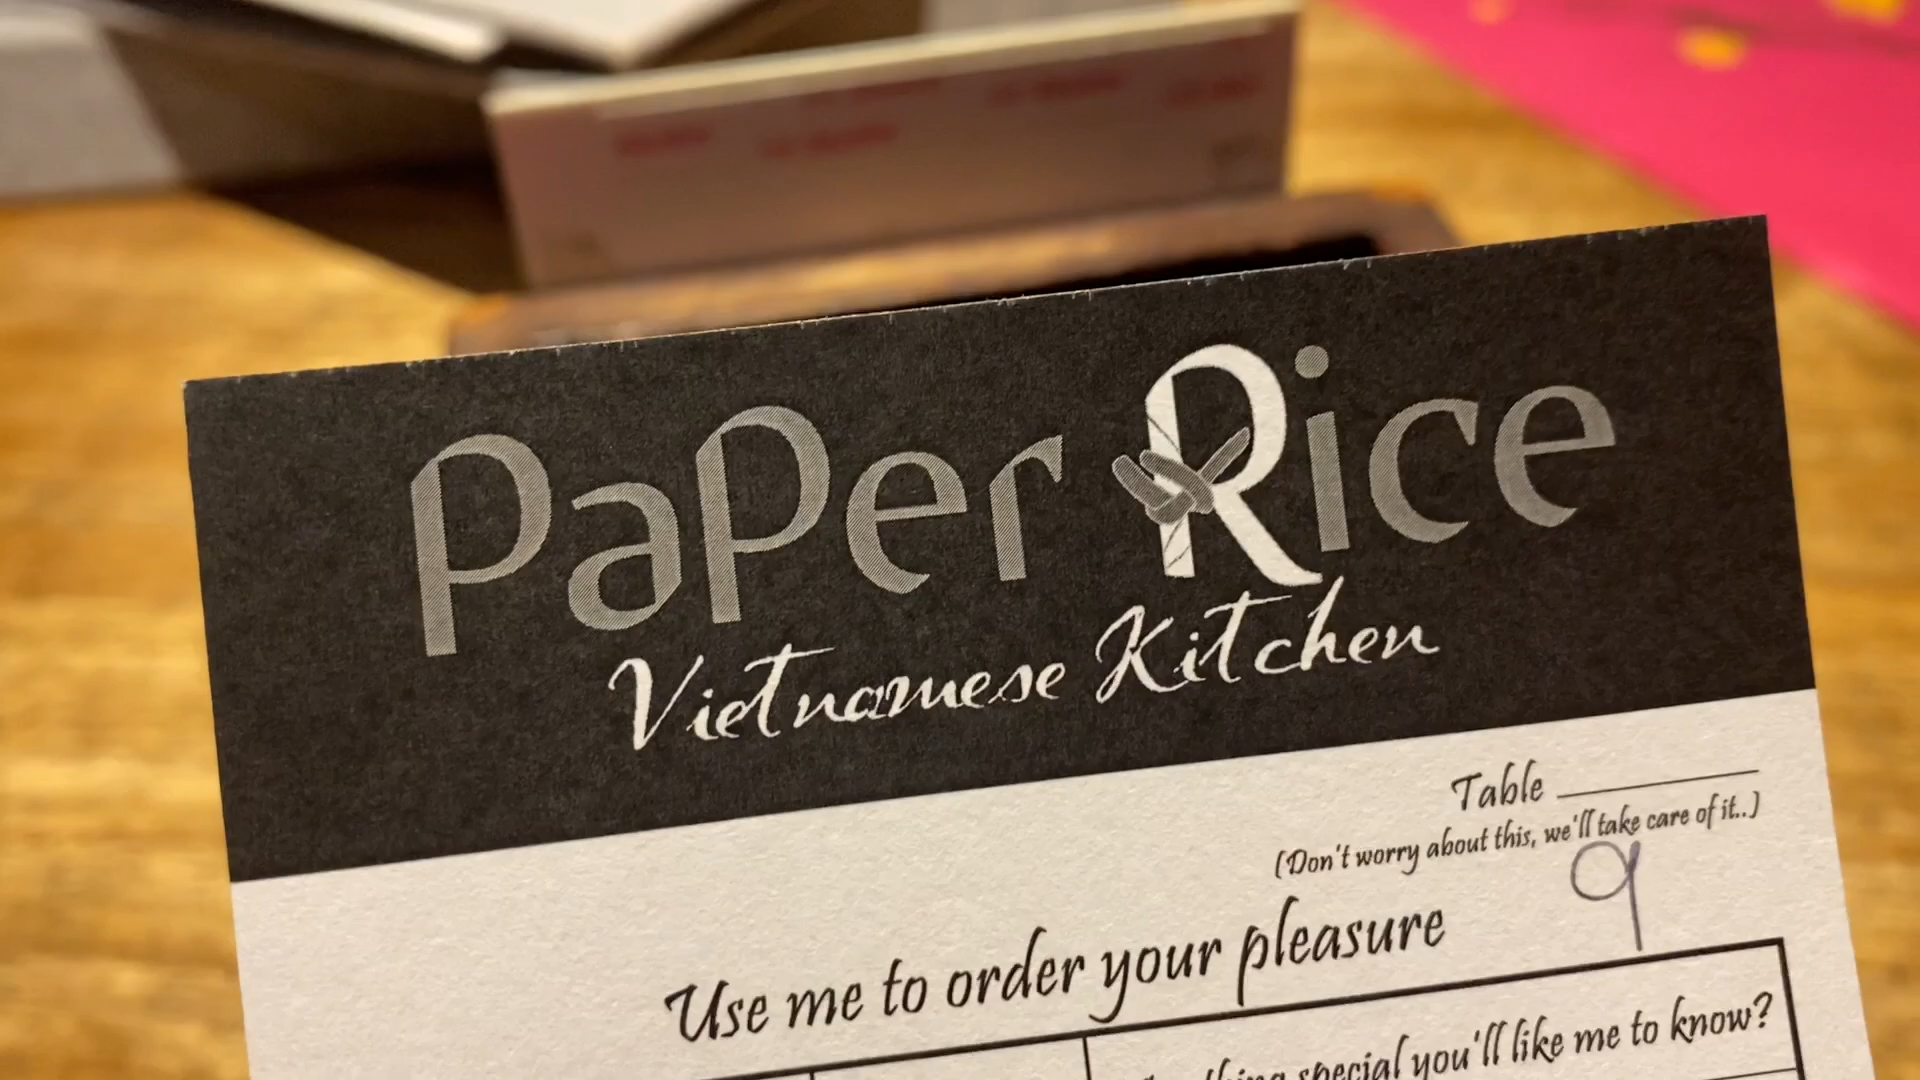 PaPer Rice
Vietnamese Kitchen
Table
(Don't worry about this, we'll take care of it..)
9
Use me to order your pleasure
special you'll like me to know?